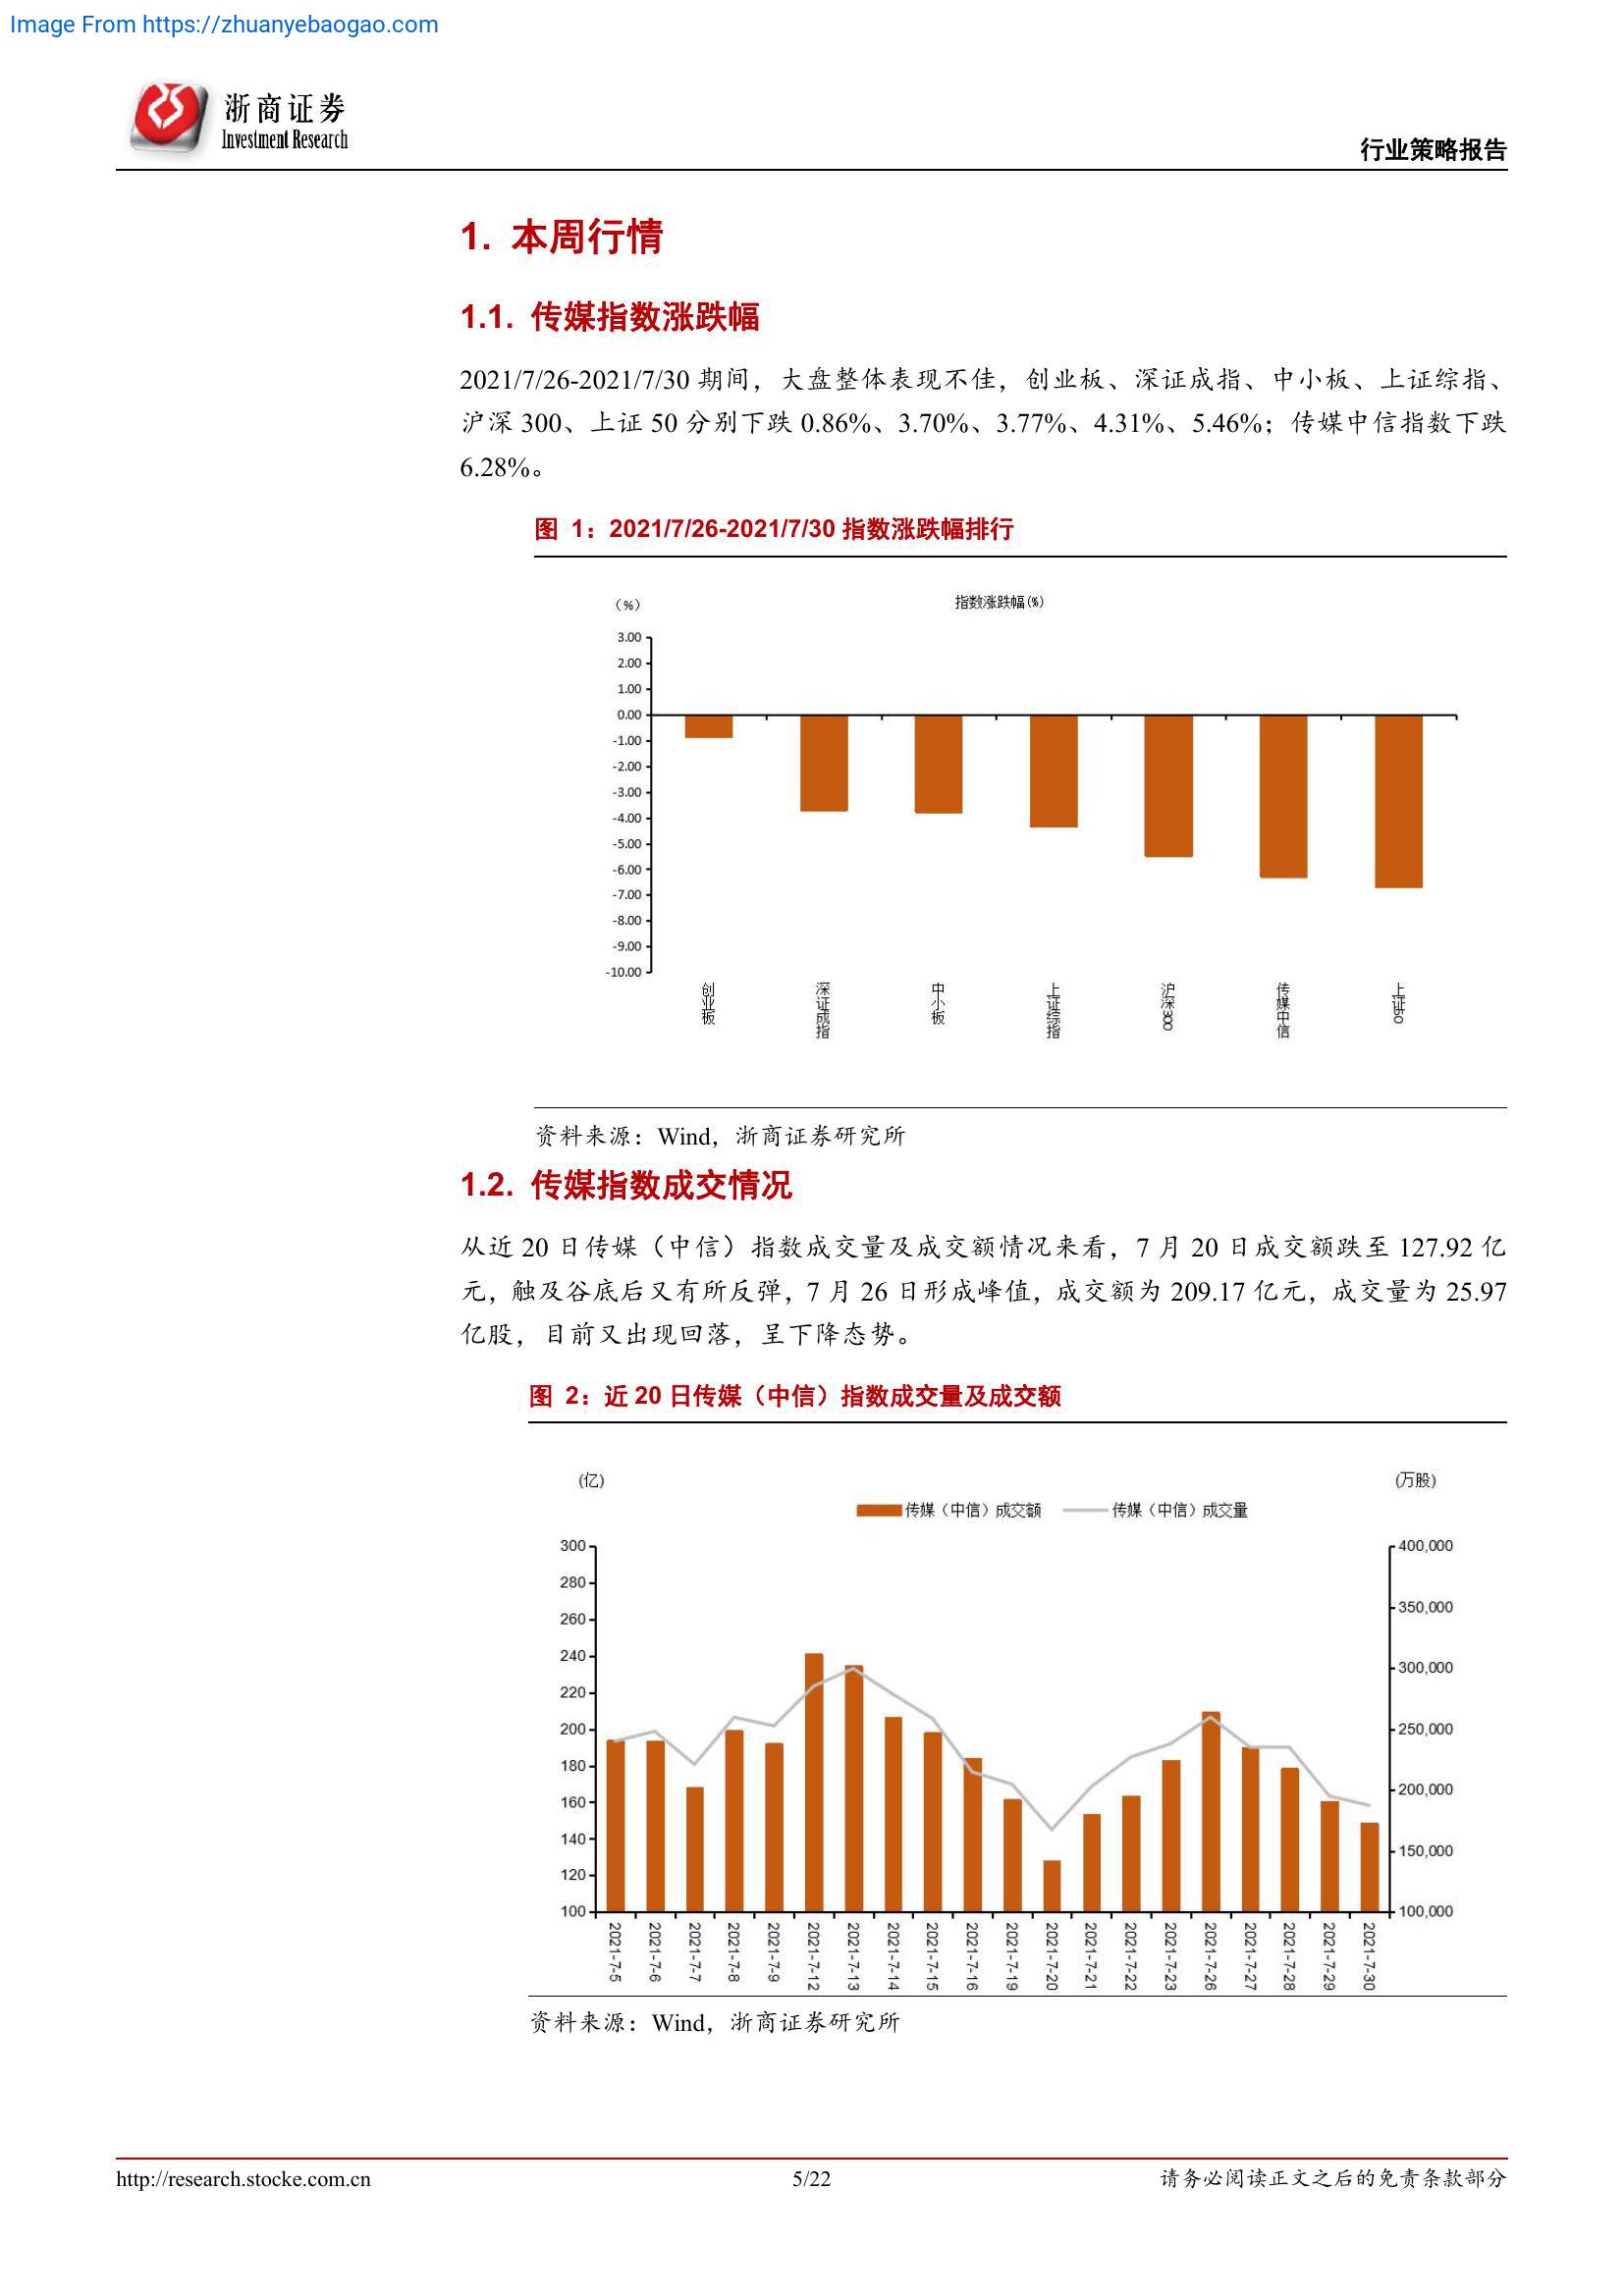 Image From https://zhuanyebaogao.com
浙商证券
Investment Research
行业策略报告
1. 本周行情
1.1. 传媒指数涨跌幅
2021/7/26-2021/7/30 期间，大盘整体表现不佳，创业板、深证成指、中小板、上证综指、
沪深 300、上证 50 分别下跌 0.86%、3.70%、3.77%、4.31%、5.46%；传媒中信指数下跌
6.28%。
图 1：2021/7/26-2021/7/30 指数涨跌幅排行
（%）
指数涨跌幅(%)
3.00
2.00
1.00
0.00
-1.00
-2.00
-3.00
-4.00
-5.00
-6.00
-7.00
-8.00
-9.00
-10.00
创业板
深证成指
中小板
上证综指
沪深300
传媒中信
上证50
资料来源：Wind，浙商证券研究所
1.2. 传媒指数成交情况
从近 20 日传媒（中信）指数成交量及成交额情况来看，7 月 20 日成交额跌至 127.92 亿
元，触及谷底后又有所反弹，7 月 26 日形成峰值，成交额为 209.17 亿元，成交量为 25.97
亿股，目前又出现回落，呈下降态势。
图 2：近 20 日传媒（中信）指数成交量及成交额
(亿)
(万股)
传媒（中信）成交额
传媒（中信）成交量
300
280
260
240
220
200
180
160
140
120
100
400,000
350,000
300,000
250,000
200,000
150,000
100,000
2021-7-5
2021-7-6
2021-7-7
2021-7-8
2021-7-9
2021-7-12
2021-7-13
2021-7-14
2021-7-15
2021-7-16
2021-7-19
2021-7-20
2021-7-21
2021-7-22
2021-7-23
2021-7-26
2021-7-27
2021-7-28
2021-7-29
2021-7-30
资料来源：Wind，浙商证券研究所
http://research.stocke.com.cn
5/22
请务必阅读正文之后的免责条款部分